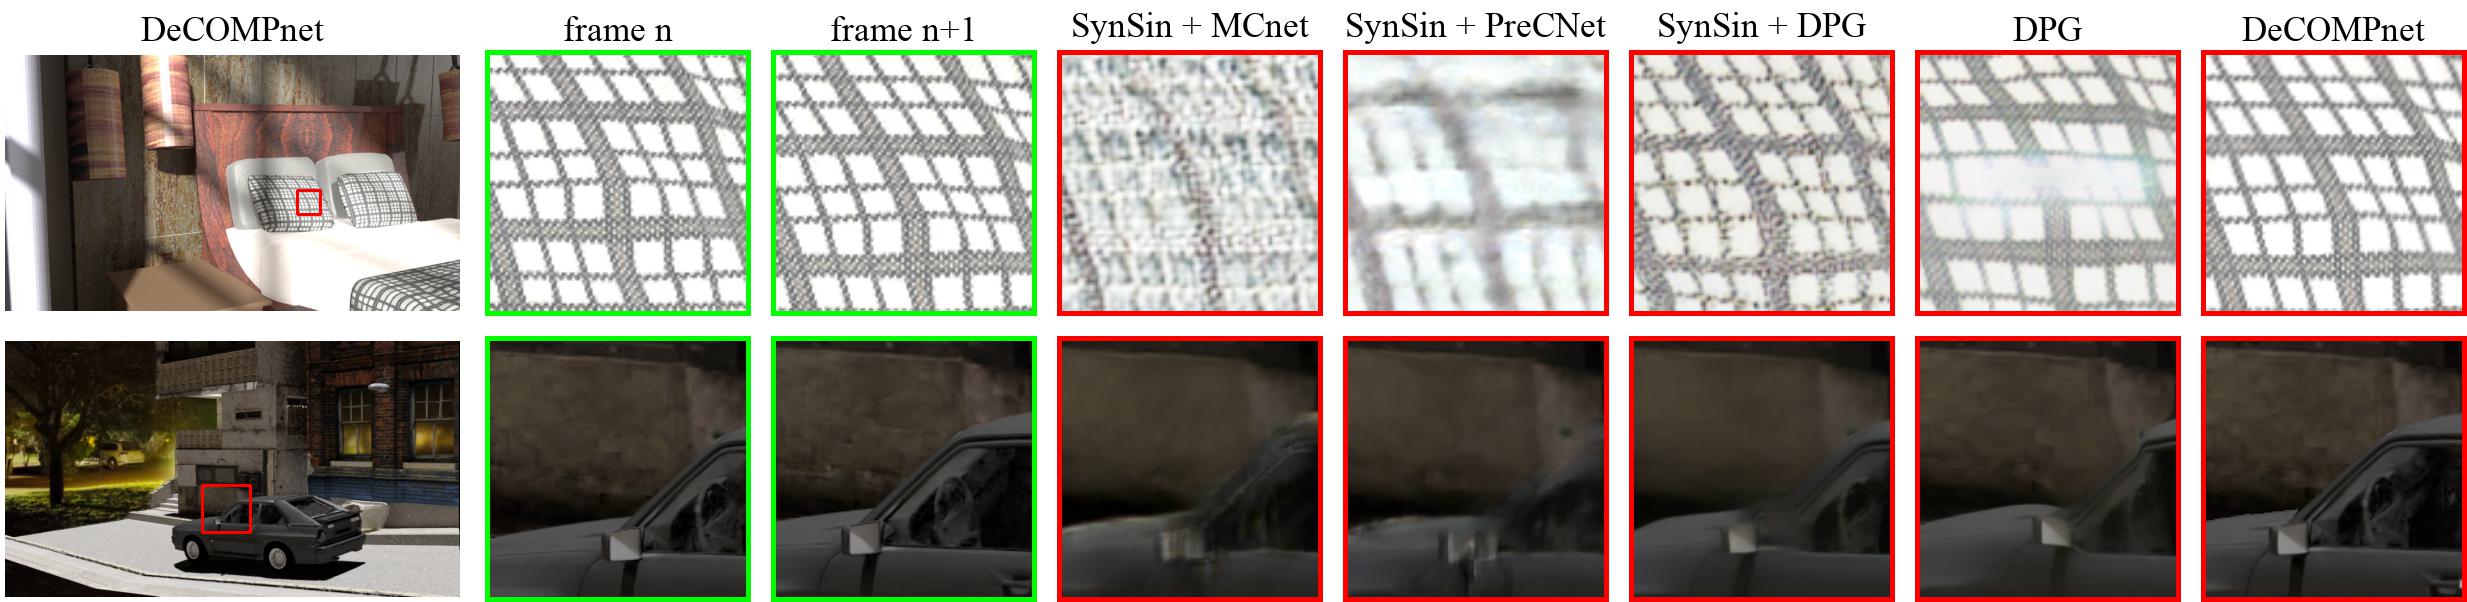 DeCOMPnet
frame n
frame n+1
SynSin + MCnet
SynSin + PreCNet
SynSin + DPG
DPG
DeCOMPnet